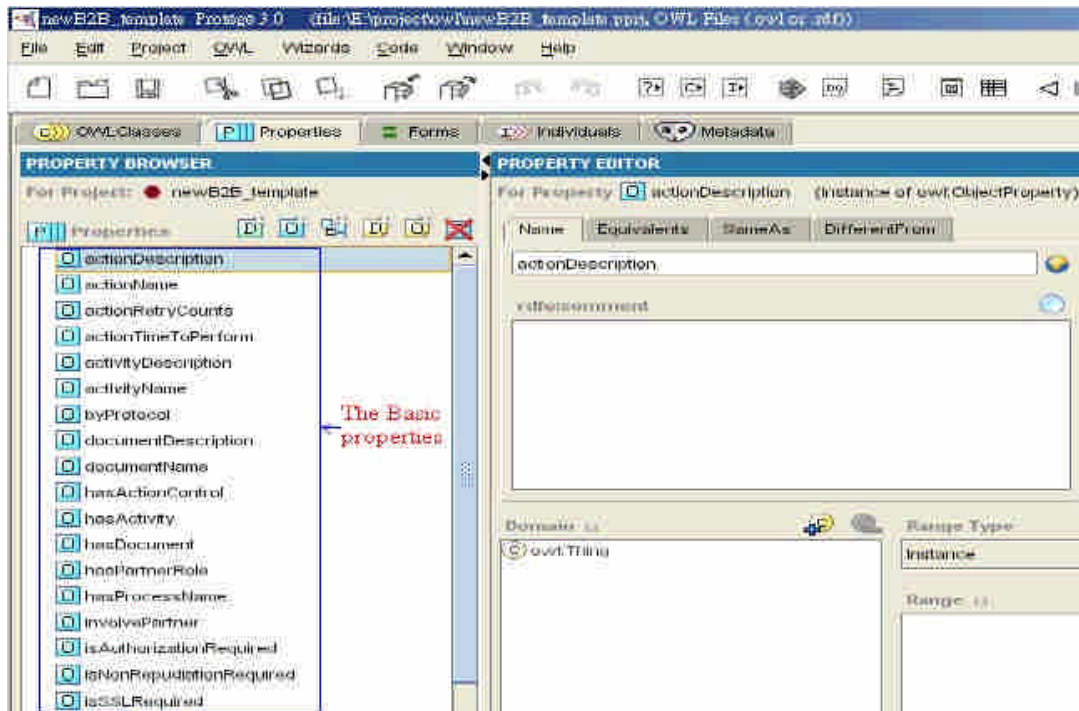 newB2B_template Protege 3.0 (file:\E:\project\owl\newB2B_template.pprj, OWL Files (.owl or .rdf))
File Edit Project OWL Wizards Code Window Help
OWLClasses Properties Forms Individuals Metadata
PROPERTY BROWSER
For Project: newB2B_template
Properties
actionDescription
actionName
actionRetryCounts
actionTimeToPerform
activityDescription
activityName
byProtocol
documentDescription
documentName
hasActionControl
hasActivity
hasDocument
hasPartnerRole
hasProcessName
involvePartner
isAuthorizationRequired
isNonRepudiationRequired
isSSLRequired
The Basic
properties
PROPERTY EDITOR
For Property actionDescription (instance of owl:ObjectProperty)
Name Equivalents SameAs DifferentFrom
actionDescription
rdfs:comment
Domain
owl:Thing
Range Type
Instance
Range